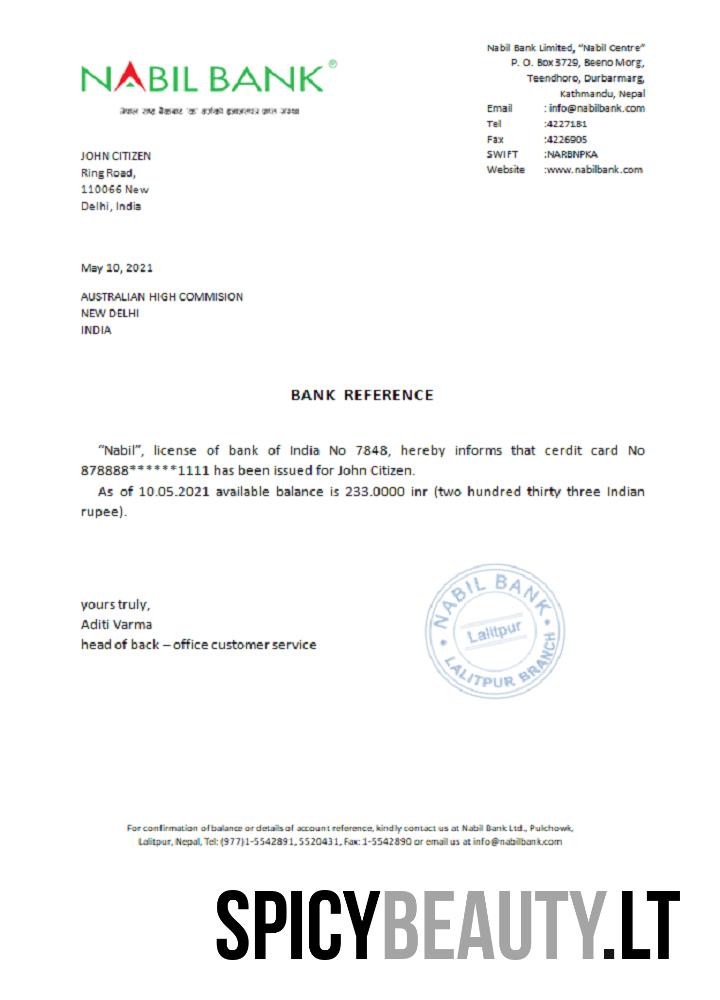 NABIL BANK®
नेपाल राष्ट्र बैंकबाट 'क' वर्गको इजाजतपत्र प्राप्त संस्था
Nabil Bank Limited, “Nabil Centre”
P. O. Box 3729, Beeno Morg,
Teendhoro, Durbarmarg,
Kathmandu, Nepal
Email : info@nabilbank.com
Tel :4227181
Fax :4226905
SWIFT :NARBNPKA
Website :www.nabilbank.com
JOHN CITIZEN
Ring Road,
110066 New
Delhi, India
May 10, 2021
AUSTRALIAN HIGH COMMISION
NEW DELHI
INDIA
BANK REFERENCE
“Nabil”, license of bank of India No 7848, hereby informs that cerdit card No
878888******1111 has been issued for John Citizen.
As of 10.05.2021 available balance is 233.0000 inr (two hundred thirty three Indian
rupee).
yours truly,
Aditi Varma
head of back – office customer service
NABIL BANK
Lalitpur
LALITPUR BRANCH
For confirmation of balance or details of account reference, kindly contact us at Nabil Bank Ltd., Pulchowk,
Lalitpur, Nepal, Tel: (977)1-5542891, 5520431, Fax: 1-5542890 or email us at info@nabilbank.com
SPICYBEAUTY.LT